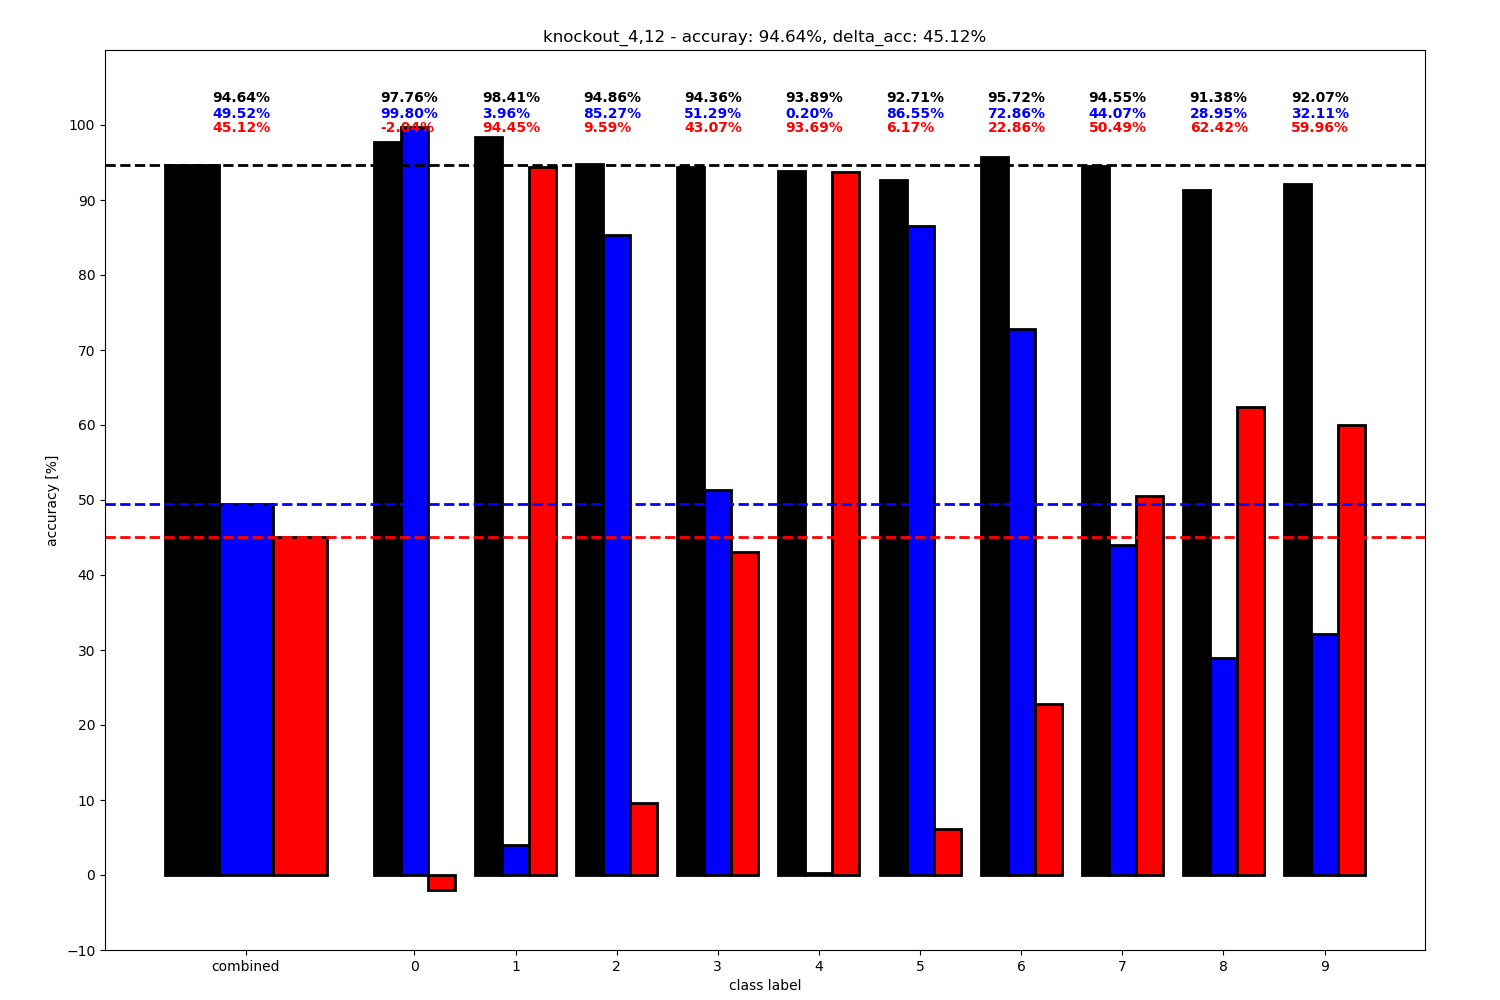 knockout_4,12 - accuray: 94.64%, delta_acc: 45.12%
94.64% 97.76% 98.41% 94.86% 94.36% 93.89% 92.71% 95.72% 94.55% 91.38% 92.07%
49.52% 99.80% 3.96% 85.27% 51.29% 0.20% 86.55% 72.86% 44.07% 28.95% 32.11%
45.12% -2.04% 94.45% 9.59% 43.07% 93.69% 6.17% 22.86% 50.49% 62.42% 59.96%
100
90
80
70
60
50
40
30
20
10
0
−10
accuracy [%]
combined 0 1 2 3 4 5 6 7 8 9
class label